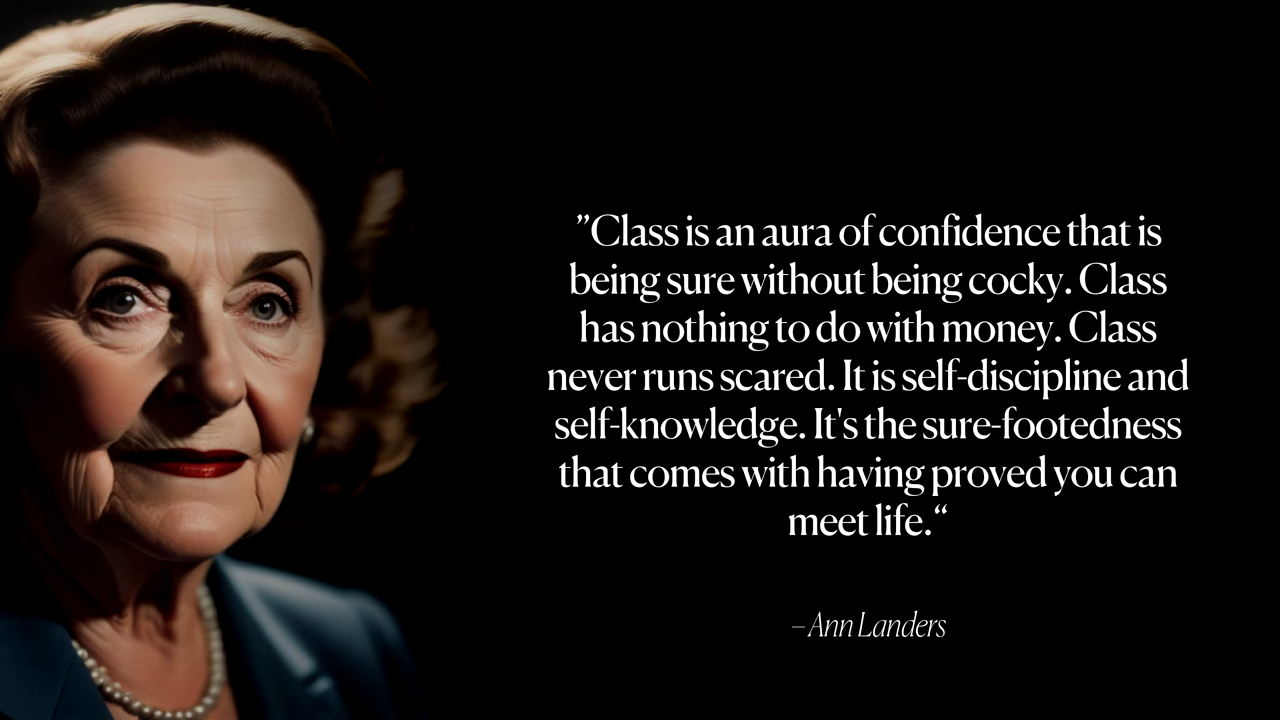 ”Class is an aura of confidence that is
being sure without being cocky. Class
has nothing to do with money. Class
never runs scared. It is self-discipline and
self-knowledge. It's the sure-footedness
that comes with having proved you can
meet life.“
– Ann Landers